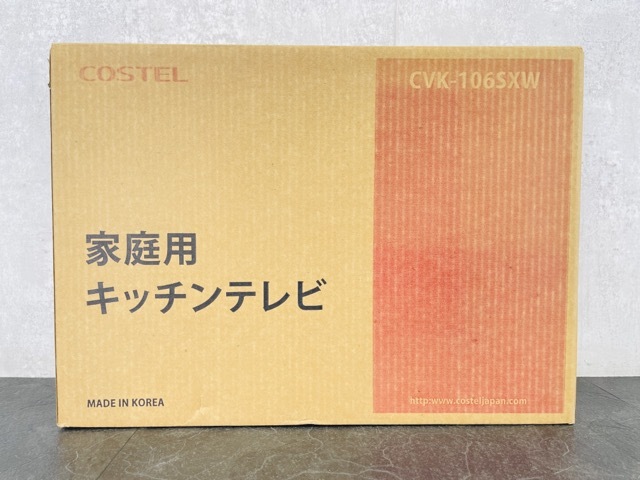 COSTEL
CVK-106SXW
家庭用
キッチンテレビ
MADE IN KOREA
http:www.costeljapan.com